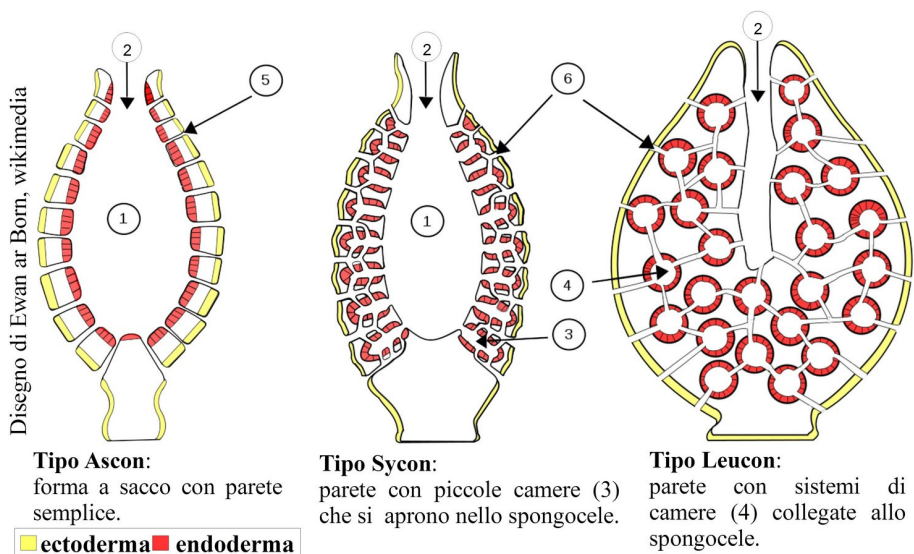 2
2
2
5
6
1
1
4
3
Disegno di Ewan ar Born, wikimedia
Tipo Ascon:
forma a sacco con parete
semplice.
Tipo Sycon:
parete con piccole camere (3)
che si aprono nello spongocele.
Tipo Leucon:
parete con sistemi di
camere (4) collegate allo
spongocele.
ectoderma endoderma